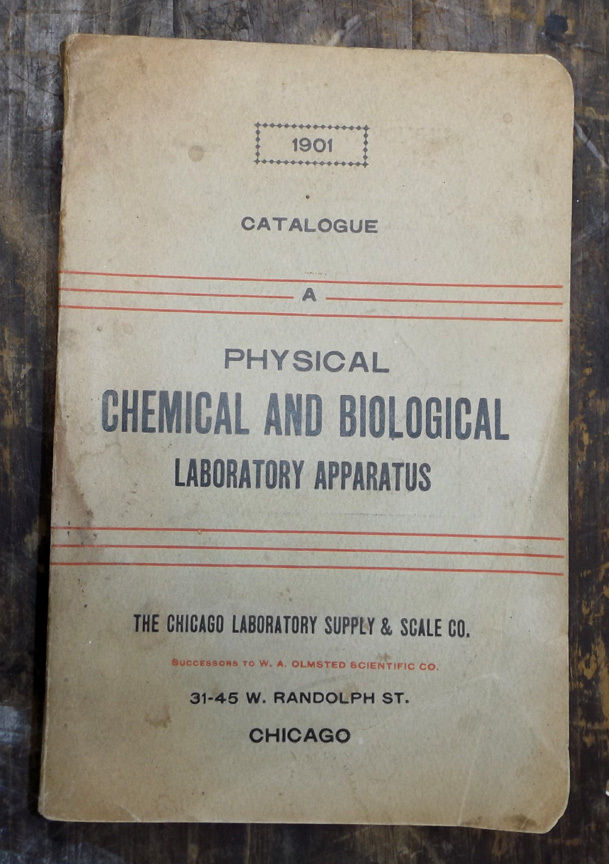 1901
CATALOGUE
A
PHYSICAL
CHEMICAL AND BIOLOGICAL
LABORATORY APPARATUS
THE CHICAGO LABORATORY SUPPLY & SCALE CO.
SUCCESSORS TO W. A. OLMSTED SCIENTIFIC CO.
31-45 W. RANDOLPH ST.
CHICAGO